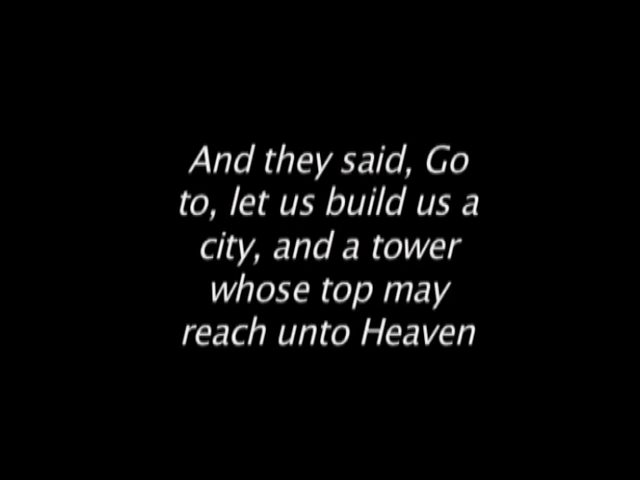 And they said, Go
to, let us build us a
city, and a tower
whose top may
reach unto Heaven